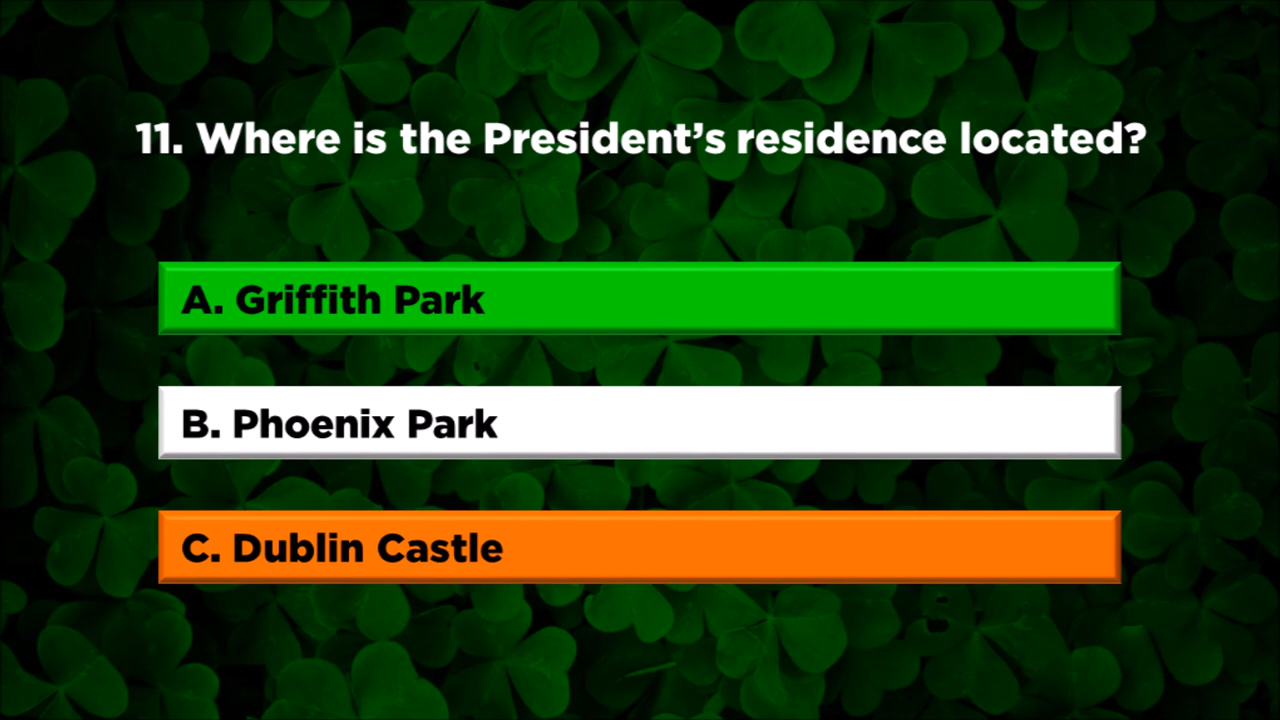 11. Where is the President’s residence located?
A. Griffith Park
B. Phoenix Park
C. Dublin Castle